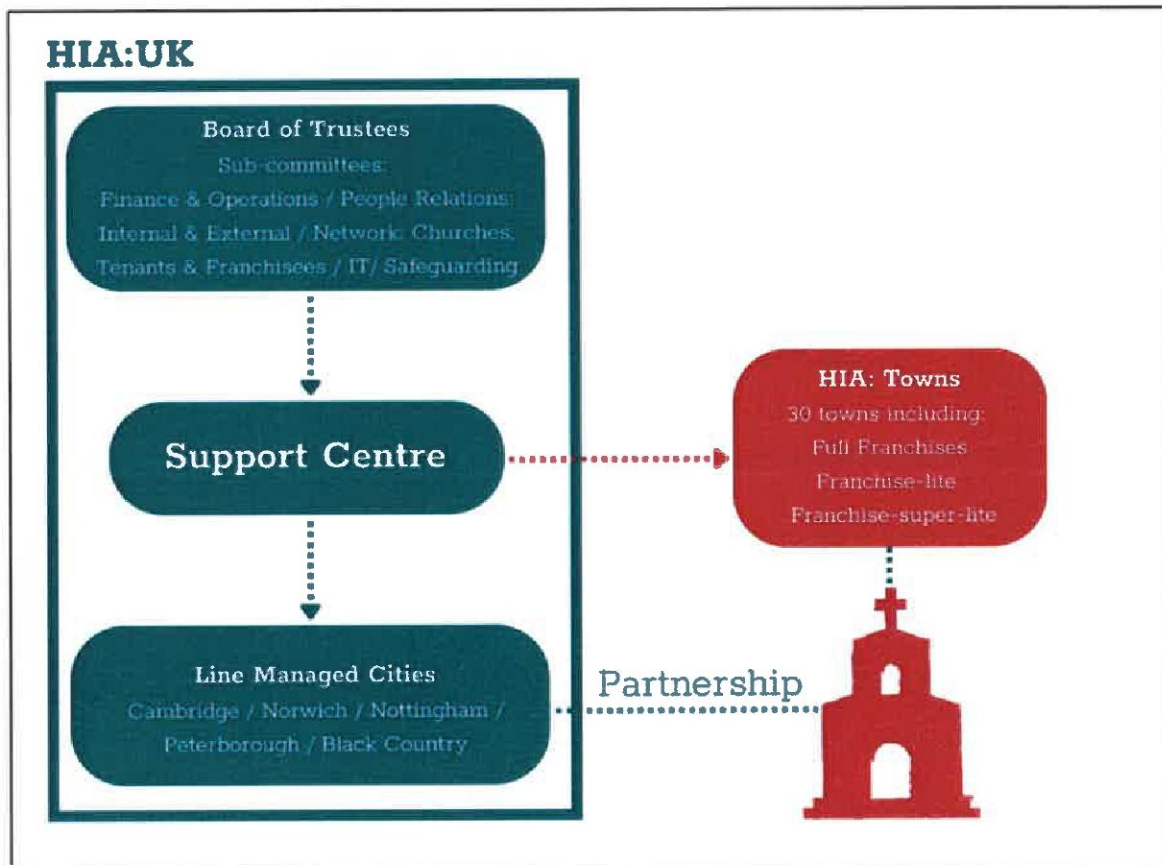 HIA:UK
Board of Trustees
Sub-committees:
Finance & Operations / People Relations:
Internal & External / Network: Churches,
Tenants & Franchisees / IT/ Safeguarding
Support Centre
HIA: Towns
30 towns including:
Full Franchises
Franchise-lite
Franchise-super-lite
Line Managed Cities
Cambridge / Norwich / Nottingham /
Peterborough / Black Country
Partnership